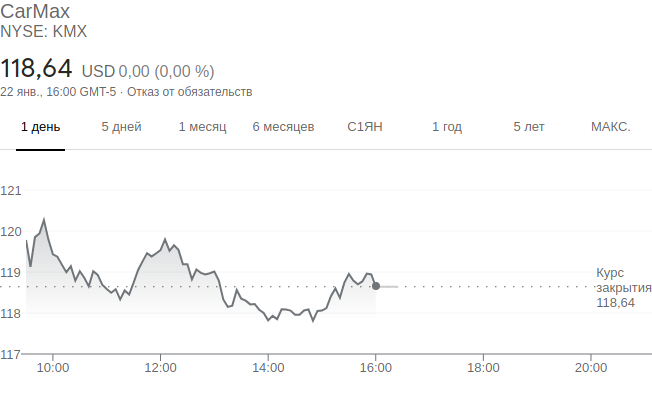 CarMax
NYSE: KMX
118,64 USD 0,00 (0,00 %)
22 янв., 16:00 GMT-5 · Отказ от обязательств
1 день 5 дней 1 месяц 6 месяцев С1ЯН 1 год 5 лет МАКС.
121
120
119
118
117
Курс
закрытия
118,64
10:00 12:00 14:00 16:00 18:00 20:00